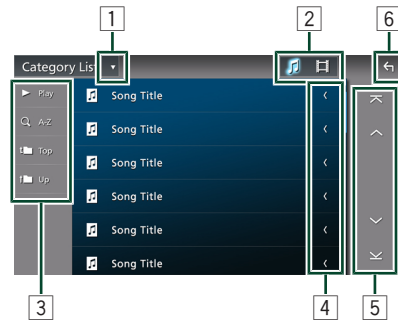 1
2
6
Category List
Play
Song Title
A-Z
Song Title
Top
Song Title
Up
Song Title
Song Title
Song Title
3
4
5